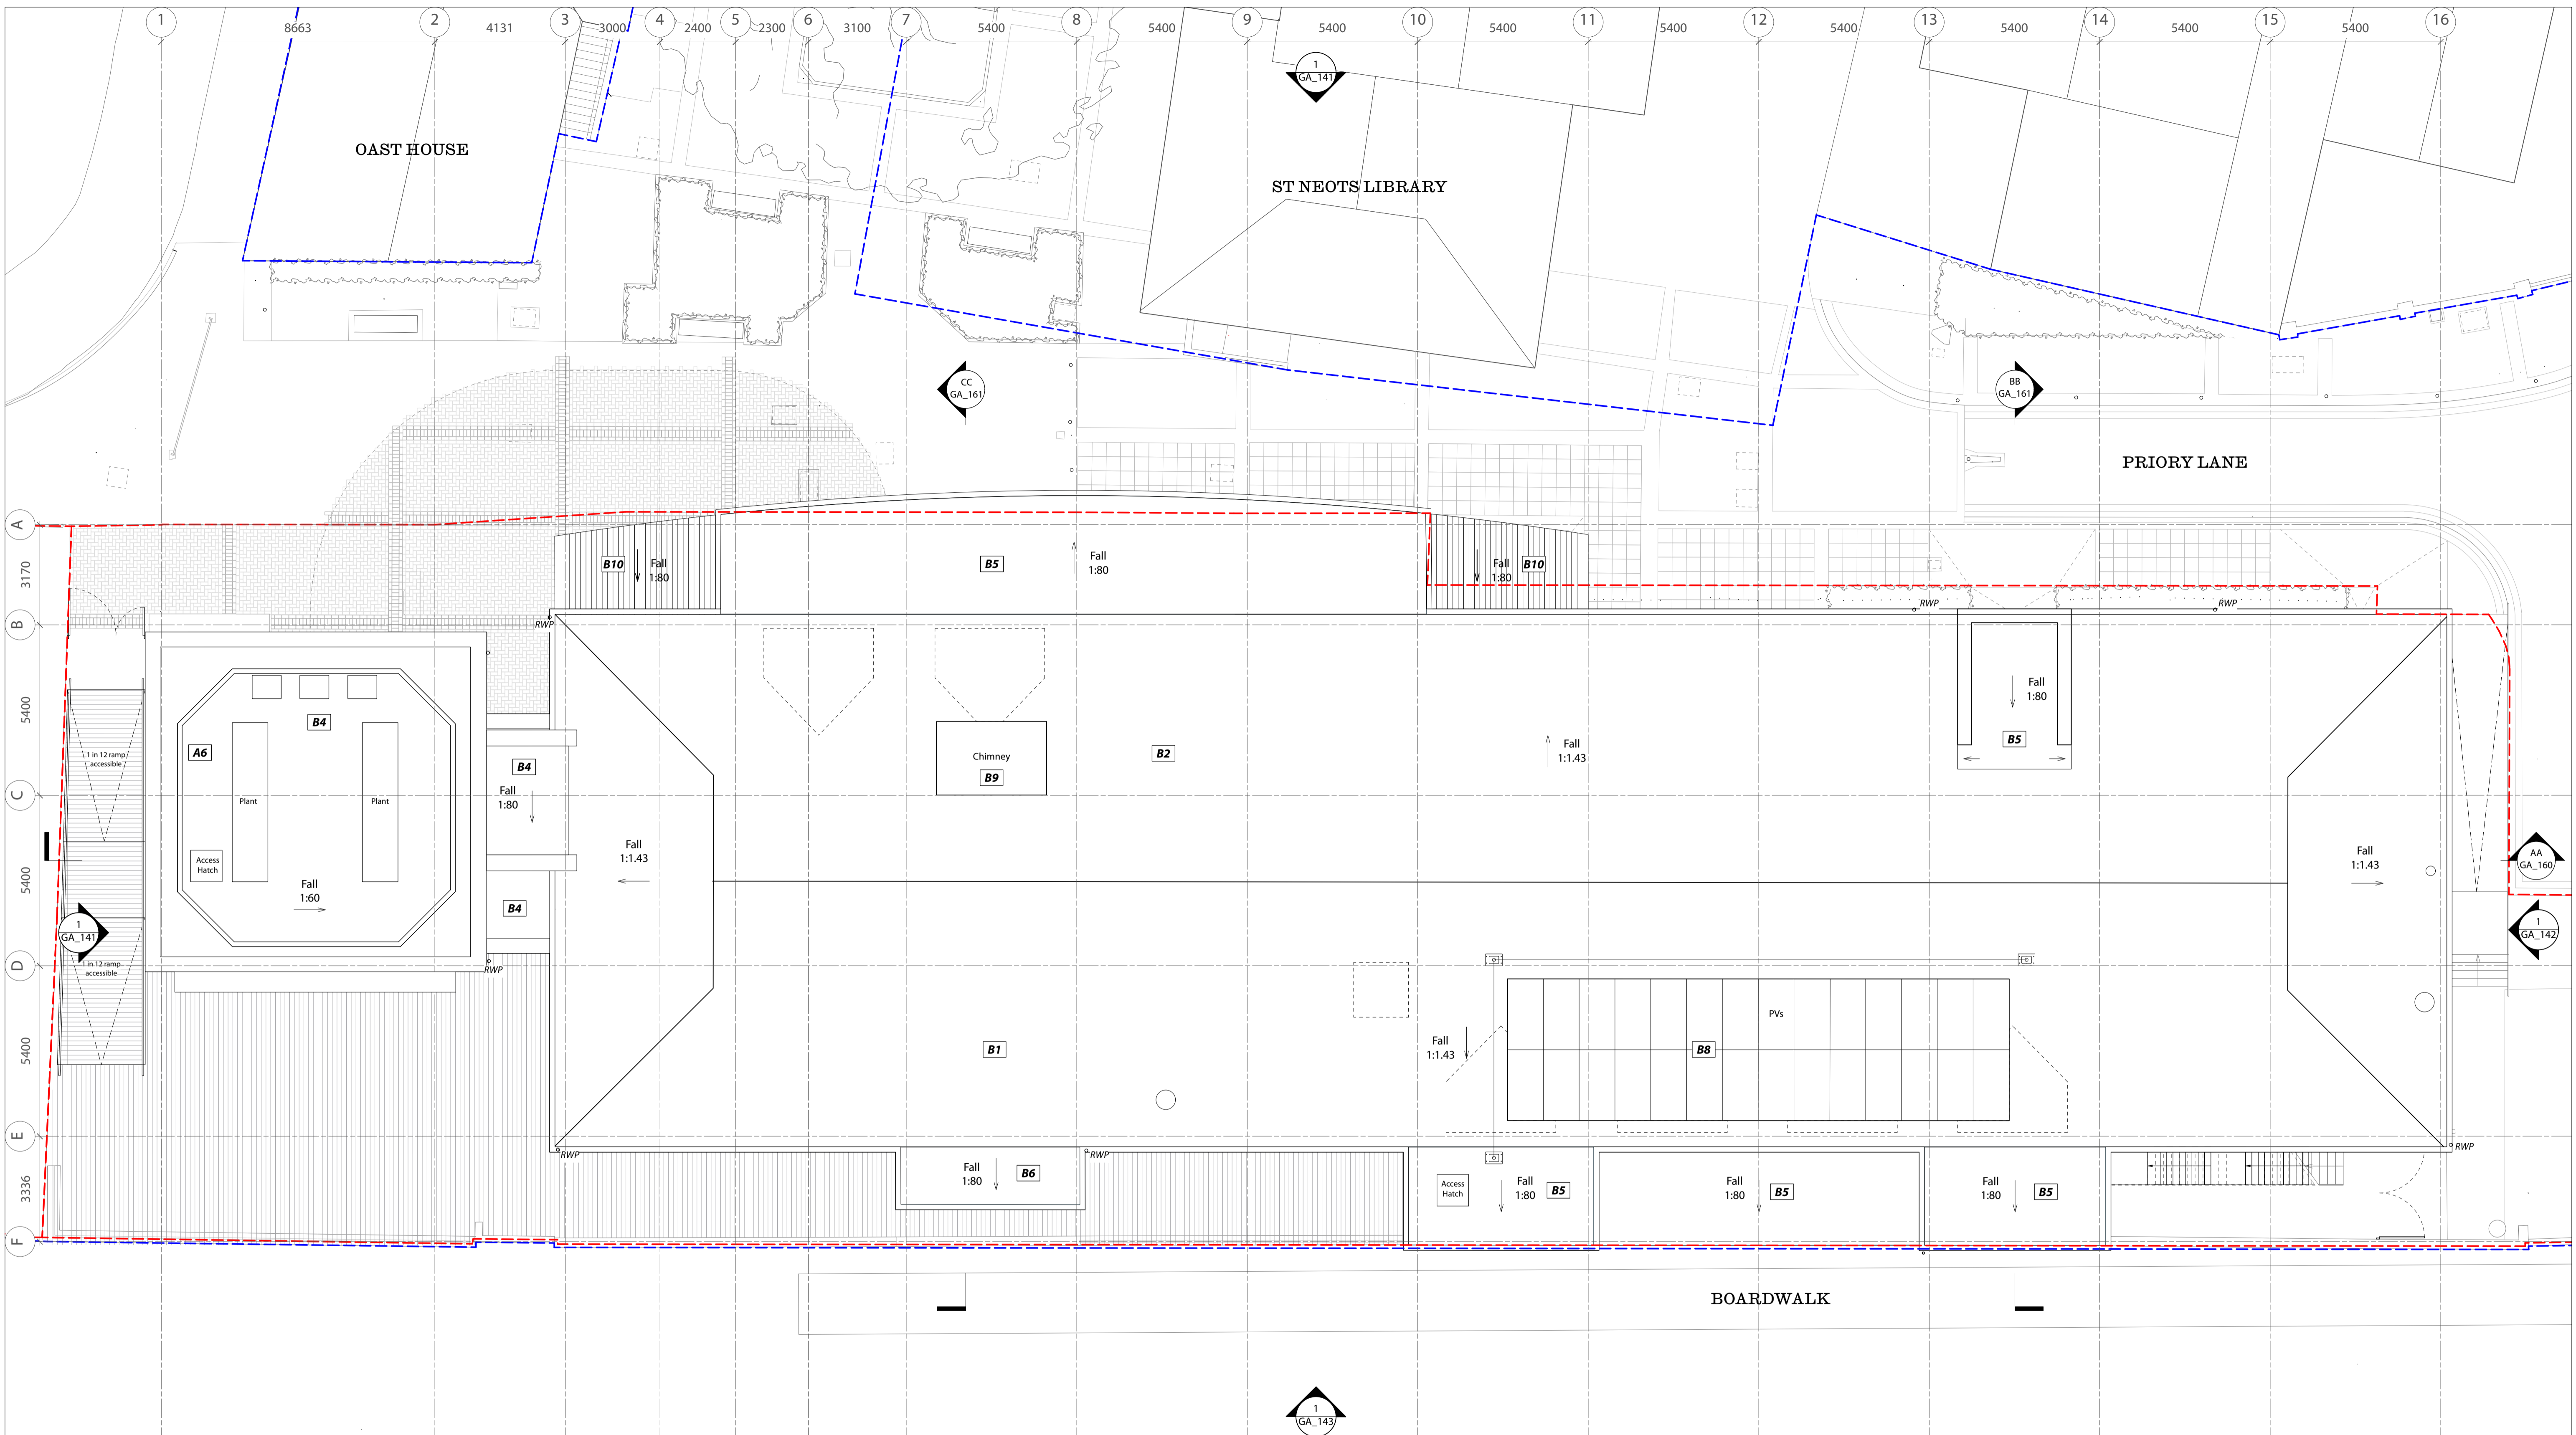 1 2 3 4 5 6 7 8 9 10 11 12 13 14 15 16
8663 4131 3000 2400 2300 3100 5400 5400 5400 5400 5400 5400 5400 5400 5400
1
GA_141
OAST HOUSE
ST NEOTS LIBRARY
CC
GA_161
BB
GA_161
PRIORY LANE
A
B10
Fall
1:80
B5
Fall
1:80
Fall
1:80
B10
3170
RWP
RWP
B
RWP
Fall
1:80
5400
B4
A6
B5
1 in 12 ramp
accessible
B4
Chimney
B9
B2
Fall
1:1.43
C
Plant
Plant
Fall
1:80
Fall
1:1.43
Fall
1:1.43
Access
Hatch
AA
GA_160
5400
Fall
1:60
B4
1
GA_141
1
GA_142
D
1 in 12 ramp
accessible
RWP
PVs
5400
B1
Fall
1:1.43
B8
E
RWP
RWP
RWP
3336
Fall
1:80
B6
Access
Hatch
Fall
1:80
B5
Fall
1:80
B5
Fall
1:80
B5
F
BOARDWALK
1
GA_143